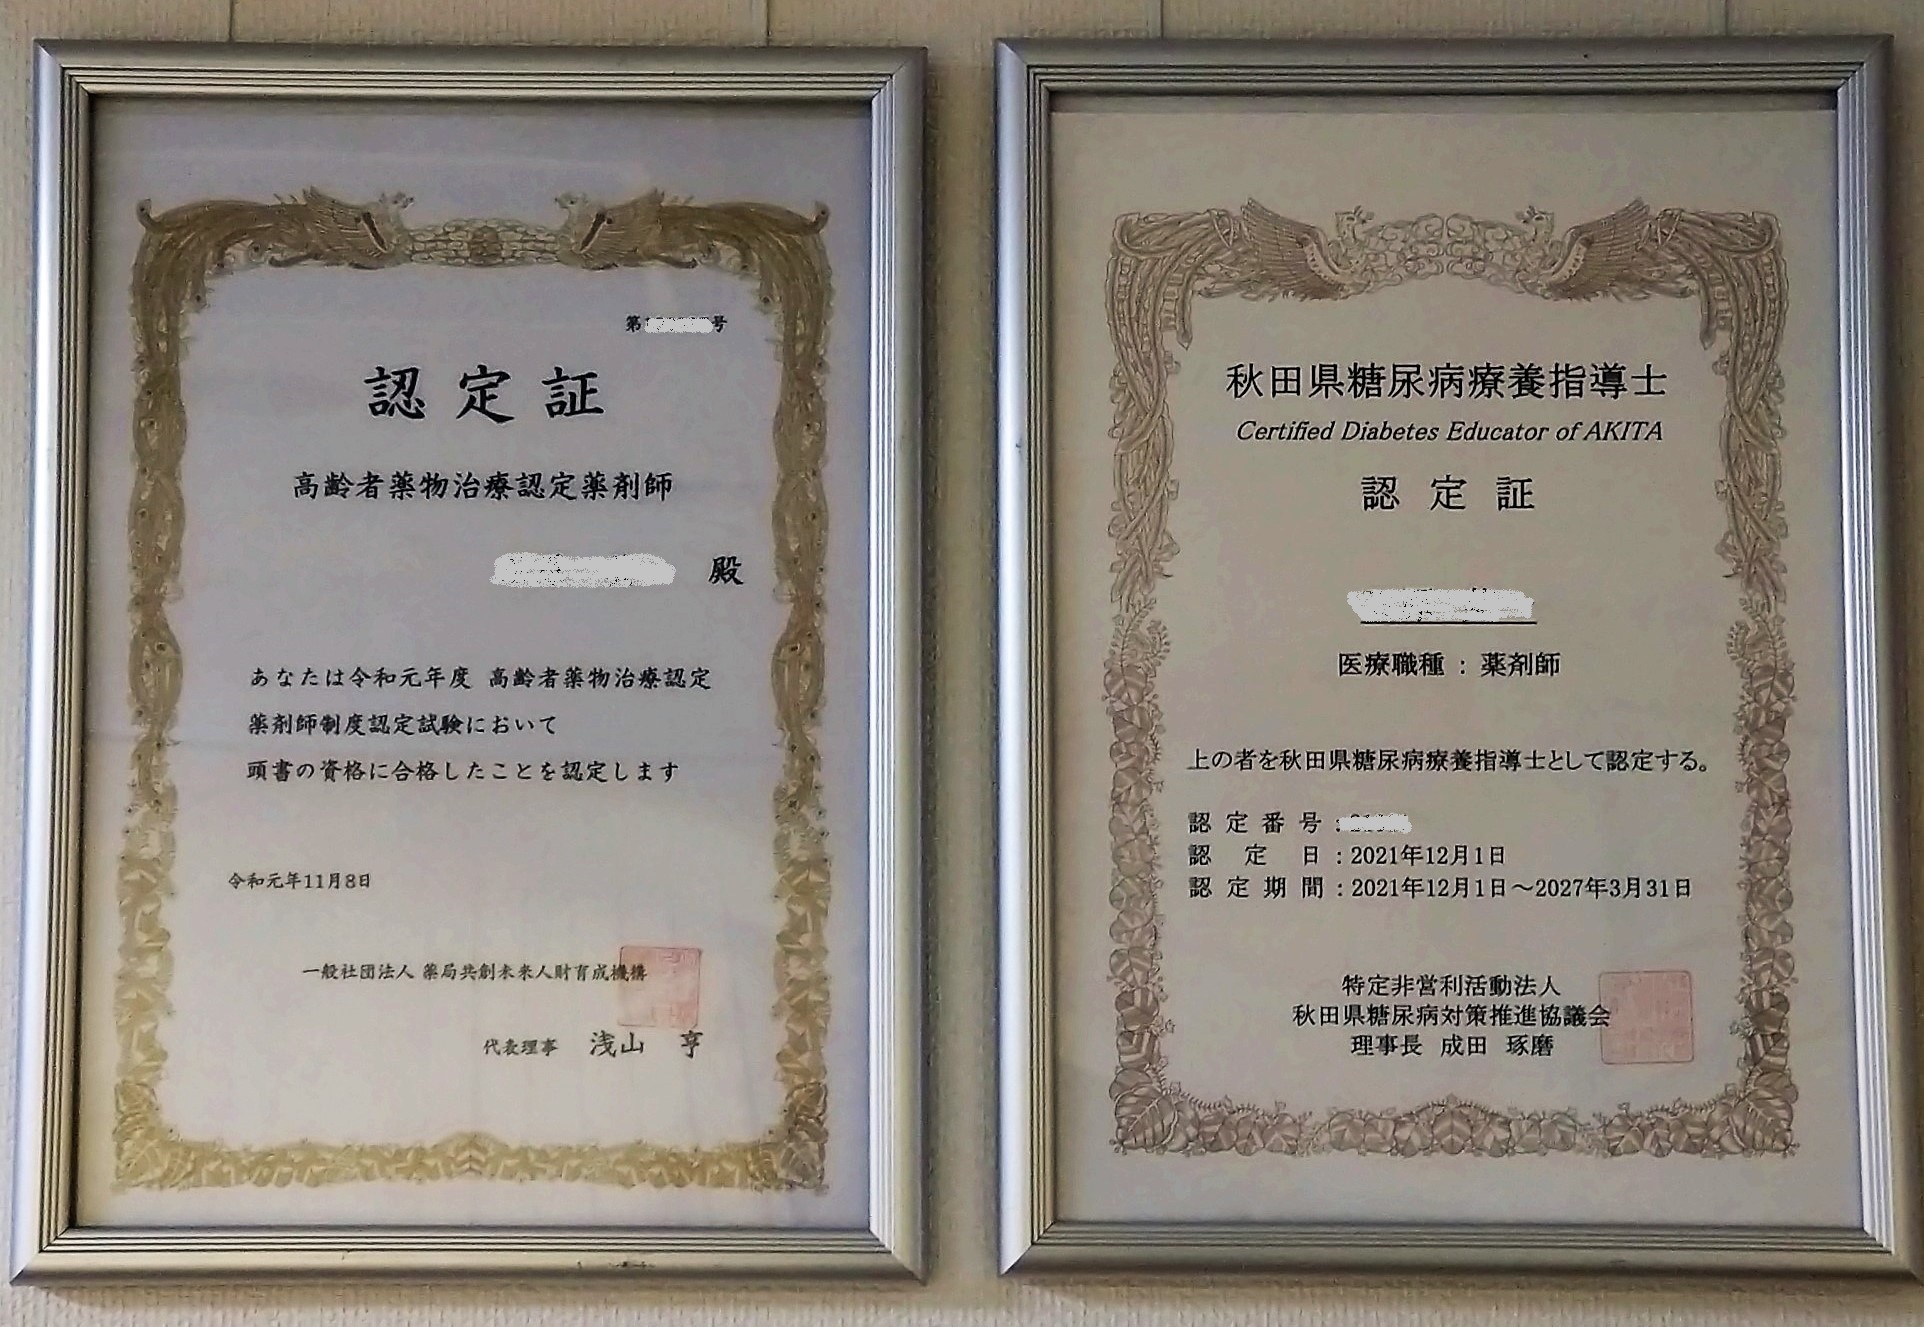 第 号
認定証
高齢者薬物治療認定薬剤師
殿
あなたは令和元年度 高齢者薬物治療認定
薬剤師制度認定試験において
頭書の資格に合格したことを認定します
令和元年11月8日
一般社団法人 薬局共創未来人財育成機構
代表理事 浅山 亨
秋田県糖尿病療養指導士
Certified Diabetes Educator of AKITA
認定証
医療職種:薬剤師
上の者を秋田県糖尿病療養指導士として認定する。
認定番号:
認定日:2021年12月1日
認定期間:2021年12月1日~2027年3月31日
特定非営利活動法人
秋田県糖尿病対策推進協議会
理事長 成田 琢磨